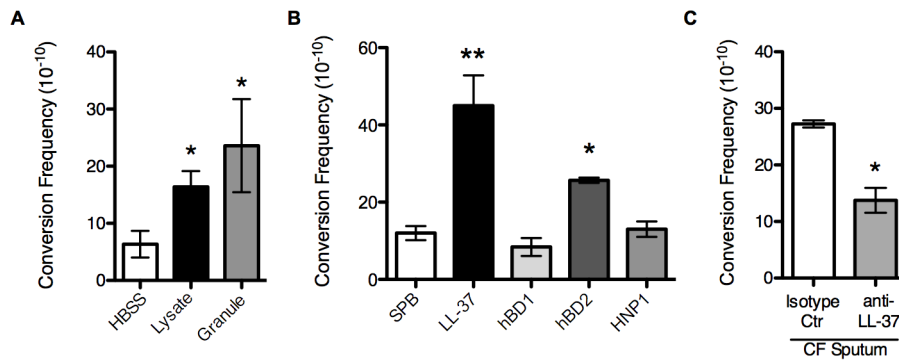 A
Conversion Frequency (10-10)
40
30
20
10
0
*
*
HBSS
Lysate
Granule
B
Conversion Frequency (10-10)
60
40
20
0
**
*
SPB
LL-37
hBD1
hBD2
HNP1
C
Conversion Frequency (10-10)
40
30
20
10
0
*
Isotype
Ctr
anti-
LL-37
CF Sputum